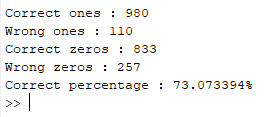 Correct ones : 980
Wrong ones : 110
Correct zeros : 833
Wrong zeros : 257
Correct percentage : 73.073394%
>>